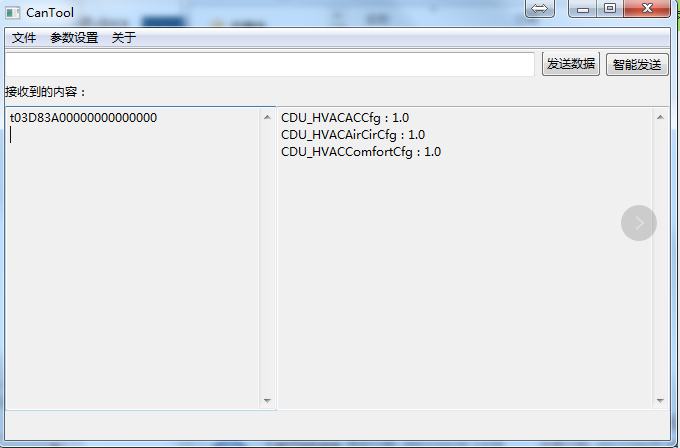 CanTool
文件 参数设置 关于
发送数据 智能发送
接收到的内容：
t03D83A00000000000000
CDU_HVACACCfg : 1.0
CDU_HVACAirCirCfg : 1.0
CDU_HVACComfortCfg : 1.0